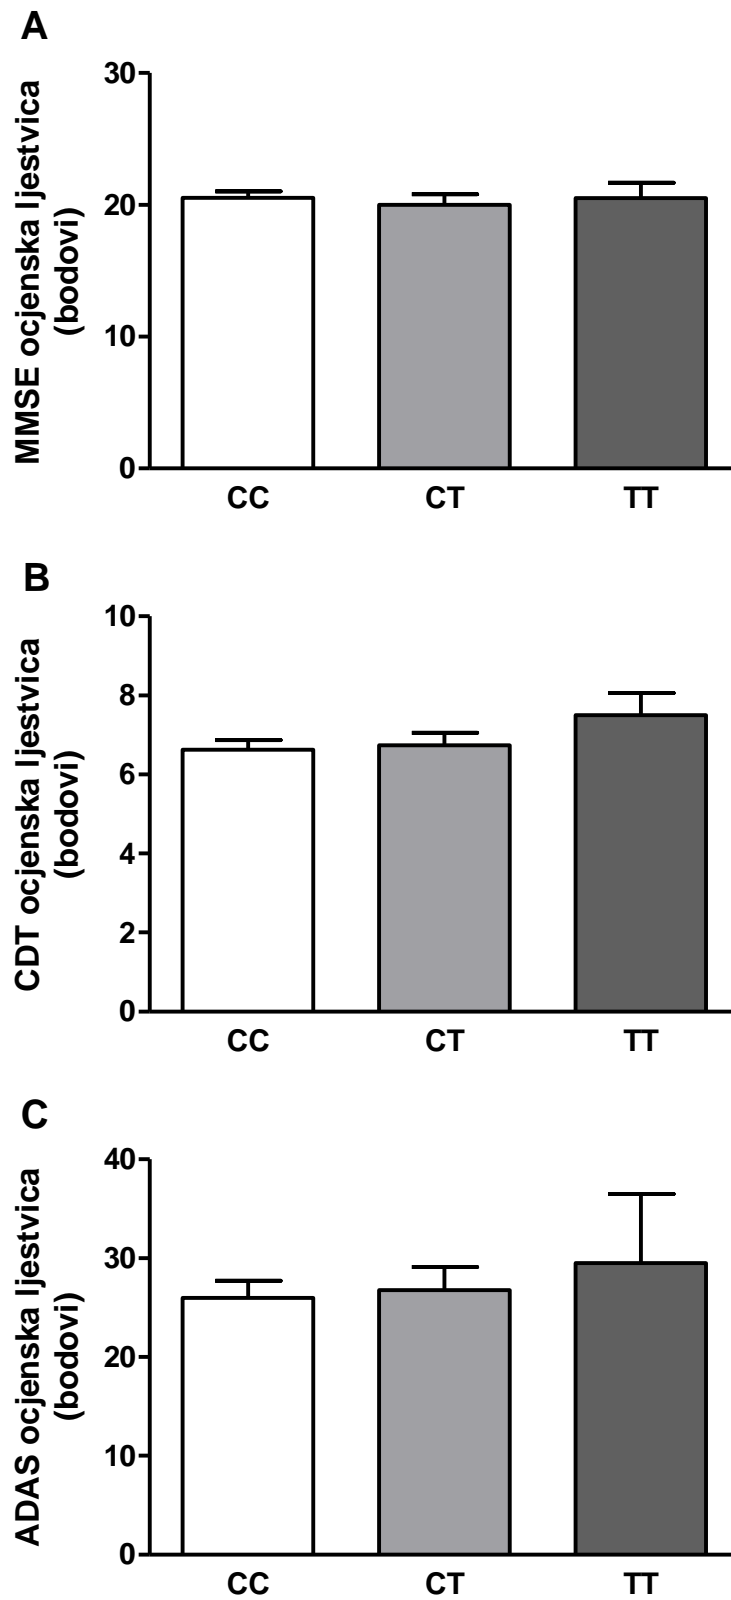 A
MMSE ocjenska ljestvica
(bodovi)
30
20
10
0
CC CT TT
B
CDT ocjenska ljestvica
(bodovi)
10
8
6
4
2
0
CC CT TT
C
ADAS ocjenska ljestvica
(bodovi)
40
30
20
10
0
CC CT TT